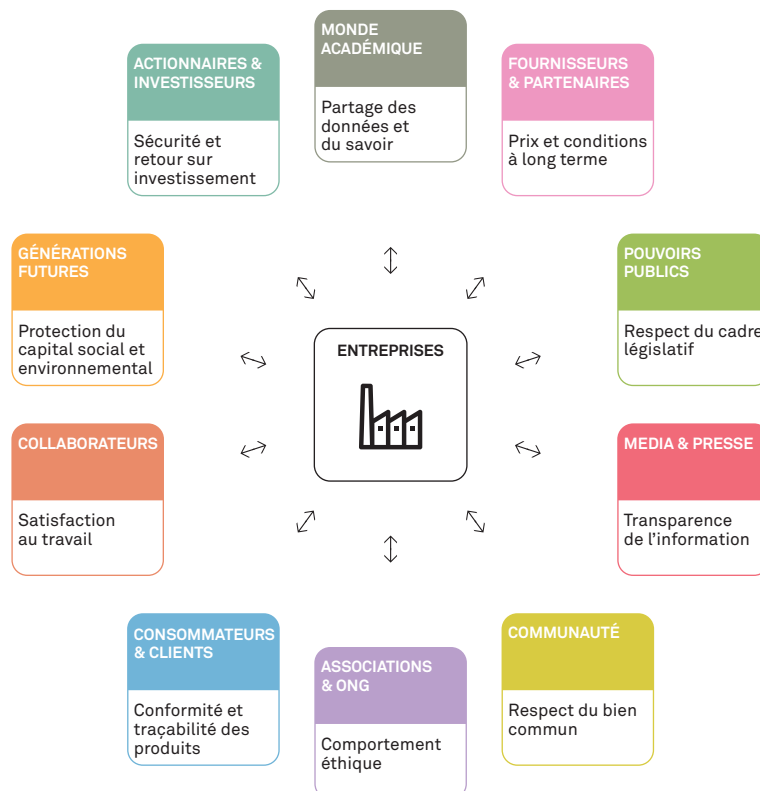 MONDE
ACADÉMIQUE
Partage des
données et
du savoir
ACTIONNAIRES &
INVESTISSEURS
Sécurité et
retour sur
investissement
FOURNISSEURS
& PARTENAIRES
Prix et conditions
à long terme
GÉNÉRATIONS
FUTURES
Protection du
capital social et
environnemental
POUVOIRS
PUBLICS
Respect du cadre
législatif
ENTREPRISES
COLLABORATEURS
Satisfaction
au travail
MEDIA & PRESSE
Transparence
de l'information
CONSOMMATEURS
& CLIENTS
Conformité et
traçabilité des
produits
ASSOCIATIONS
& ONG
Comportement
éthique
COMMUNAUTÉ
Respect du bien
commun